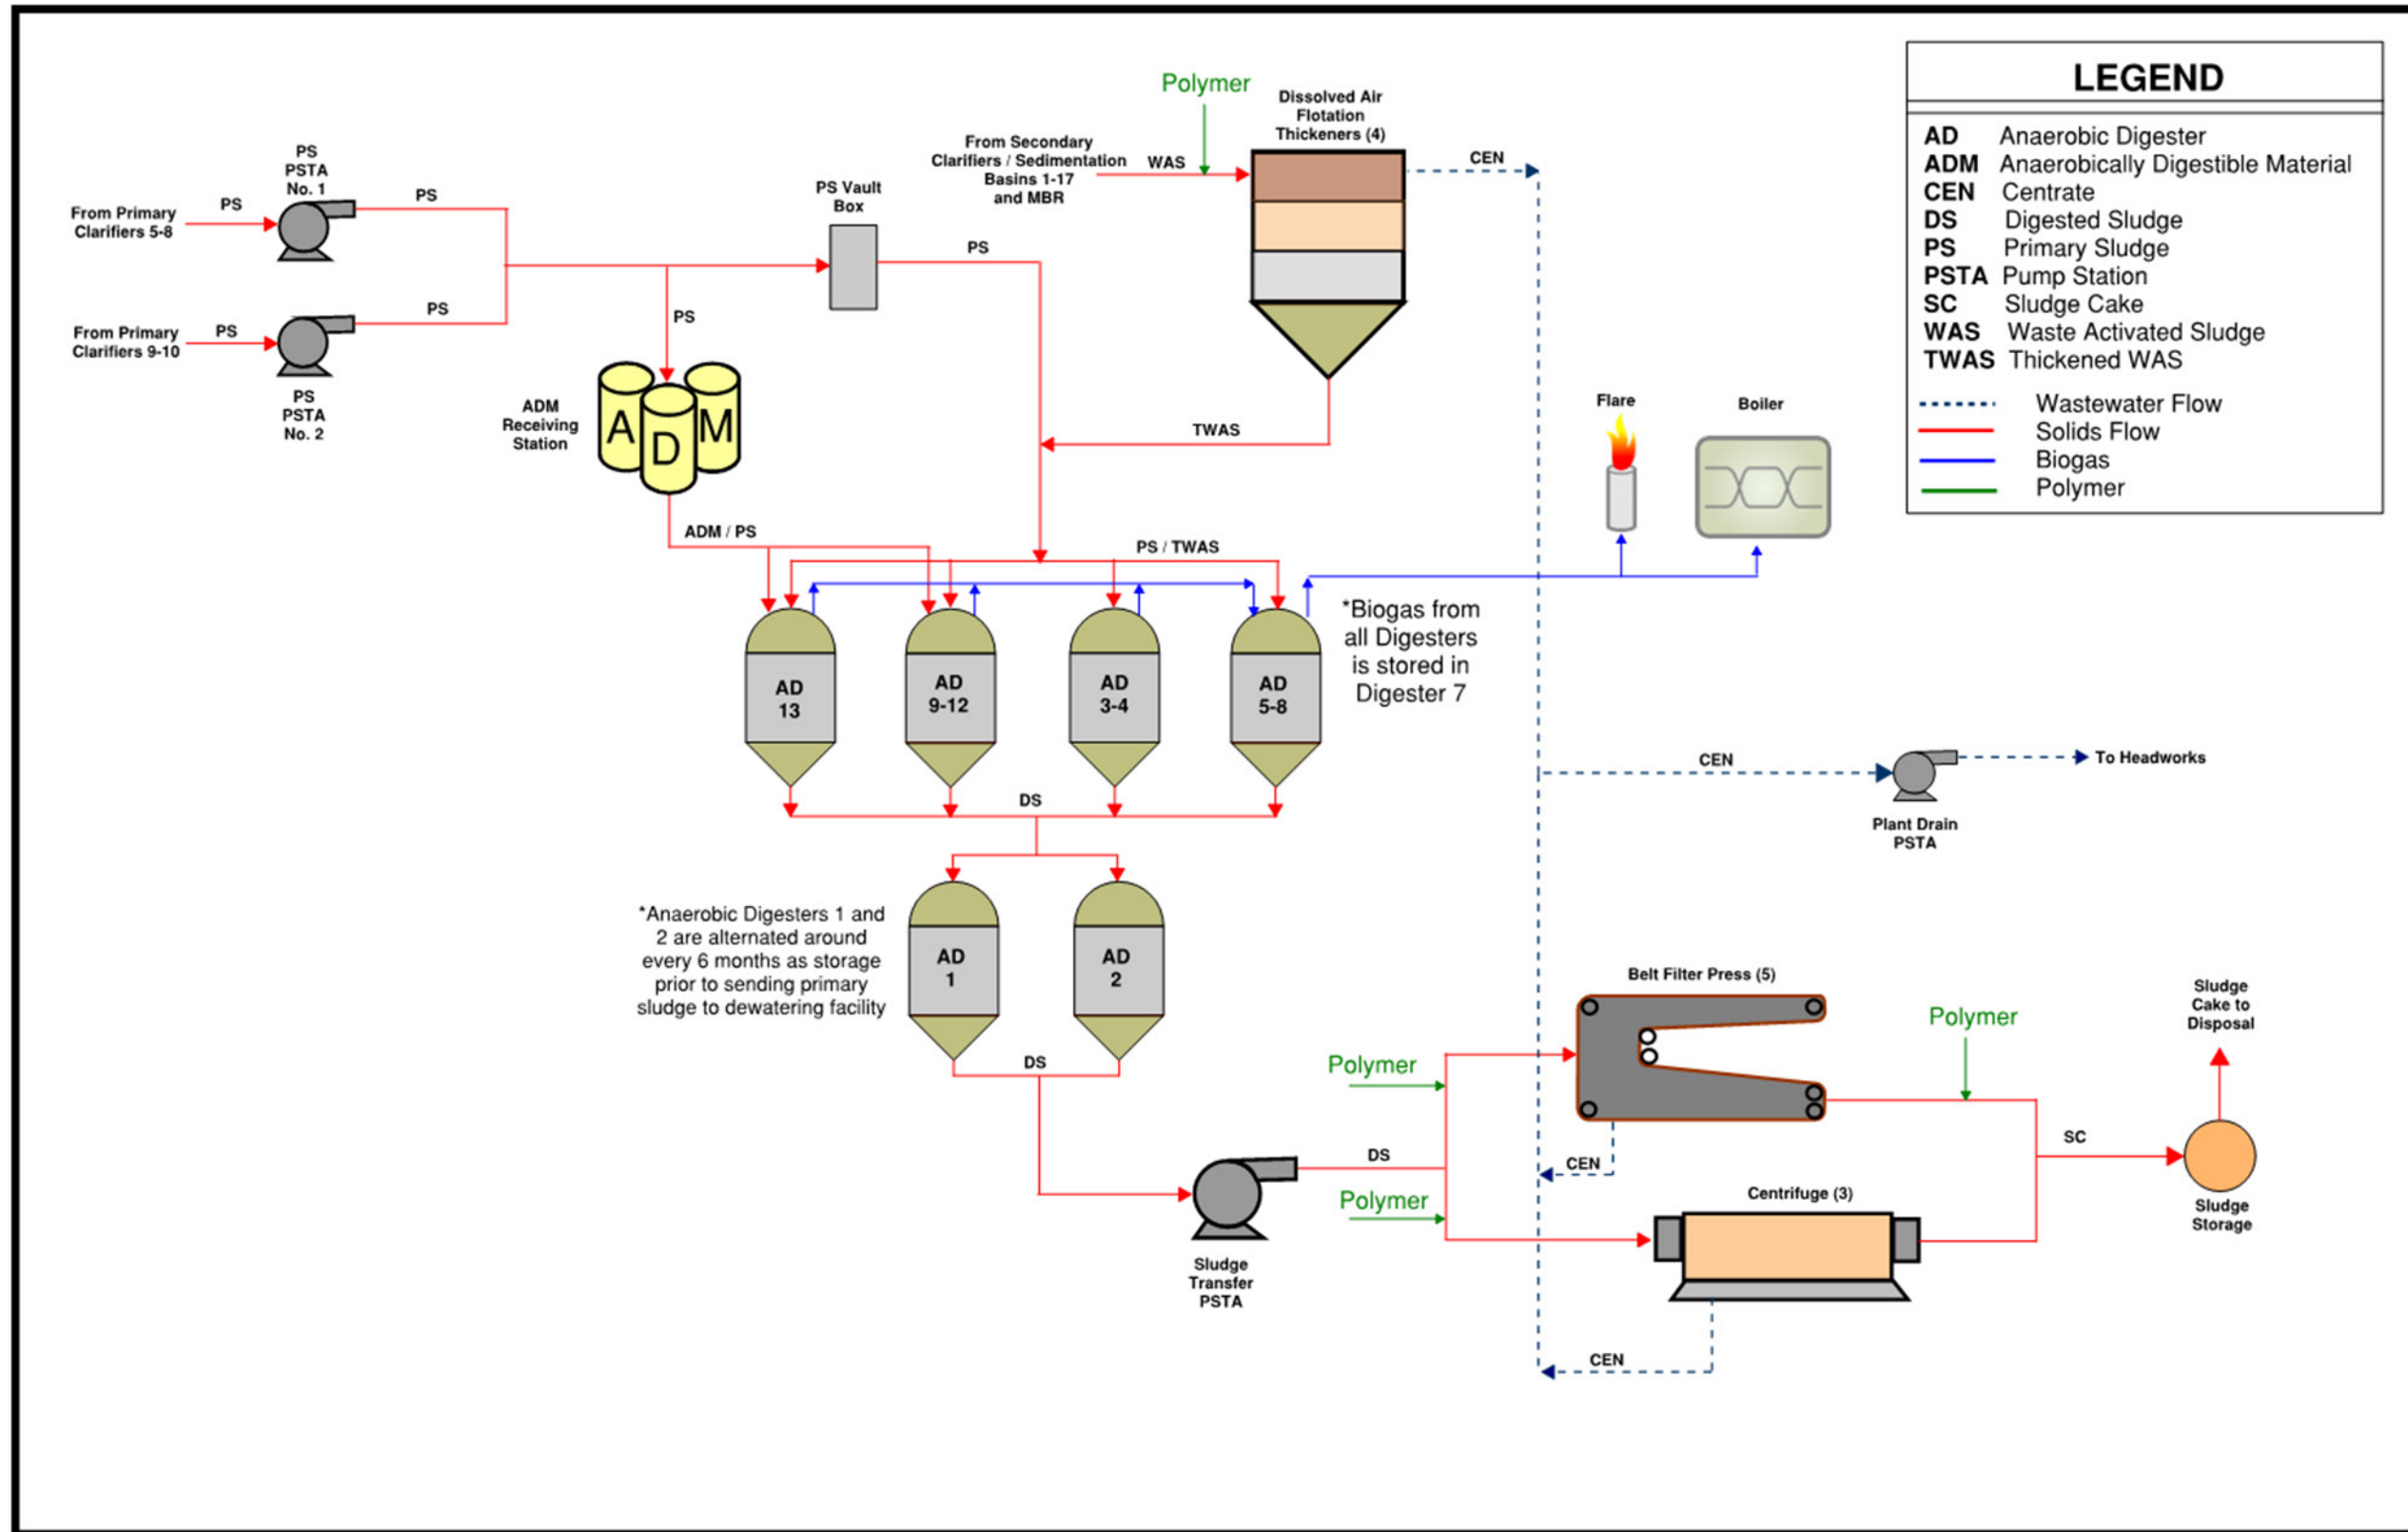 PS
PSTA
No. 1
From Primary
Clarifiers 5-8
PS
PS
From Primary
Clarifiers 9-10
PS
PS
PS
PSTA
No. 2
PS
PS Vault
Box
PS
ADM
Receiving
Station
A
D
M
ADM / PS
Polymer
From Secondary
Clarifiers / Sedimentation
Basins 1-17
and MBR
WAS
Dissolved Air
Flotation
Thickeners (4)
CEN
TWAS
PS / TWAS
Flare
Boiler
LEGEND
AD Anaerobic Digester
ADM Anaerobically Digestible Material
CEN Centrate
DS Digested Sludge
PS Primary Sludge
PSTA Pump Station
SC Sludge Cake
WAS Waste Activated Sludge
TWAS Thickened WAS
Wastewater Flow
Solids Flow
Biogas
Polymer
AD
13
AD
9-12
AD
3-4
AD
5-8
*Biogas from
all Digesters
is stored in
Digester 7
DS
CEN
To Headworks
Plant Drain
PSTA
*Anaerobic Digesters 1 and
2 are alternated around
every 6 months as storage
prior to sending primary
sludge to dewatering facility
AD
1
AD
2
DS
Sludge
Transfer
PSTA
DS
Polymer
Polymer
Belt Filter Press (5)
CEN
Polymer
Centrifuge (3)
CEN
SC
Sludge
Cake to
Disposal
Sludge
Storage